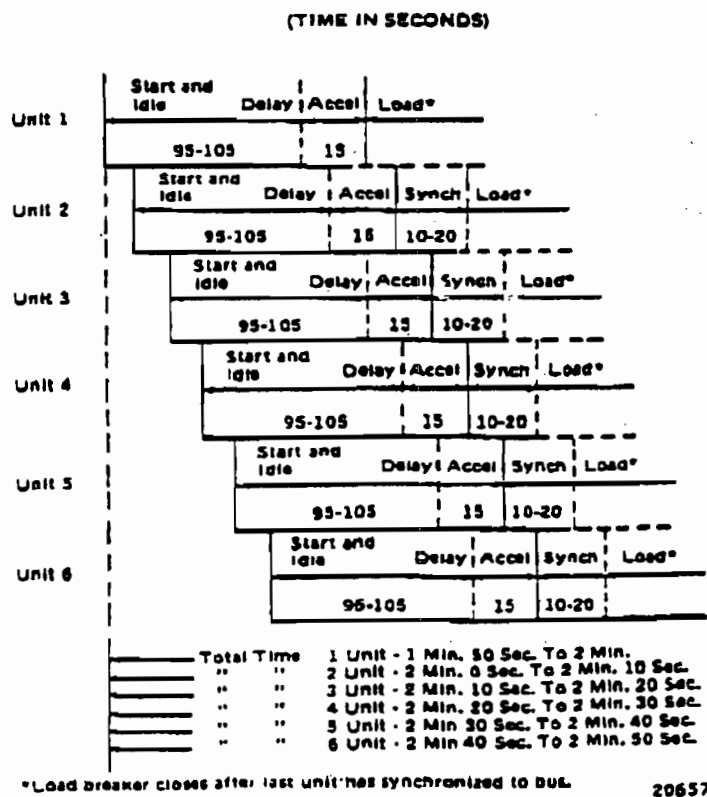 (TIME IN SECONDS)
Start and
Idle Delay Accel Load*
Unit 1
95-105 15
Start and
Idle Delay Accel Synch Load*
Unit 2
95-105 15 10-20
Start and
Idle Delay Accel Synch Load*
Unit 3
95-105 15 10-20
Start and
Idle Delay Accel Synch Load*
Unit 4
95-105 15 10-20
Start and
Idle Delay Accel Synch Load*
Unit 5
95-105 15 10-20
Start and
Idle Delay Accel Synch Load*
Unit 6
95-105 15 10-20
Total Time 1 Unit - 1 Min. 50 Sec. To 2 Min.
" " 2 Unit - 2 Min. 0 Sec. To 2 Min. 10 Sec.
" " 3 Unit - 2 Min. 10 Sec. To 2 Min. 20 Sec.
" " 4 Unit - 2 Min. 20 Sec. To 2 Min. 30 Sec.
" " 5 Unit - 2 Min 30 Sec. To 2 Min. 40 Sec.
" " 6 Unit - 2 Min 40 Sec. To 2 Min. 50 Sec.
*Load breaker closes after last unit has synchronized to bus.
20657